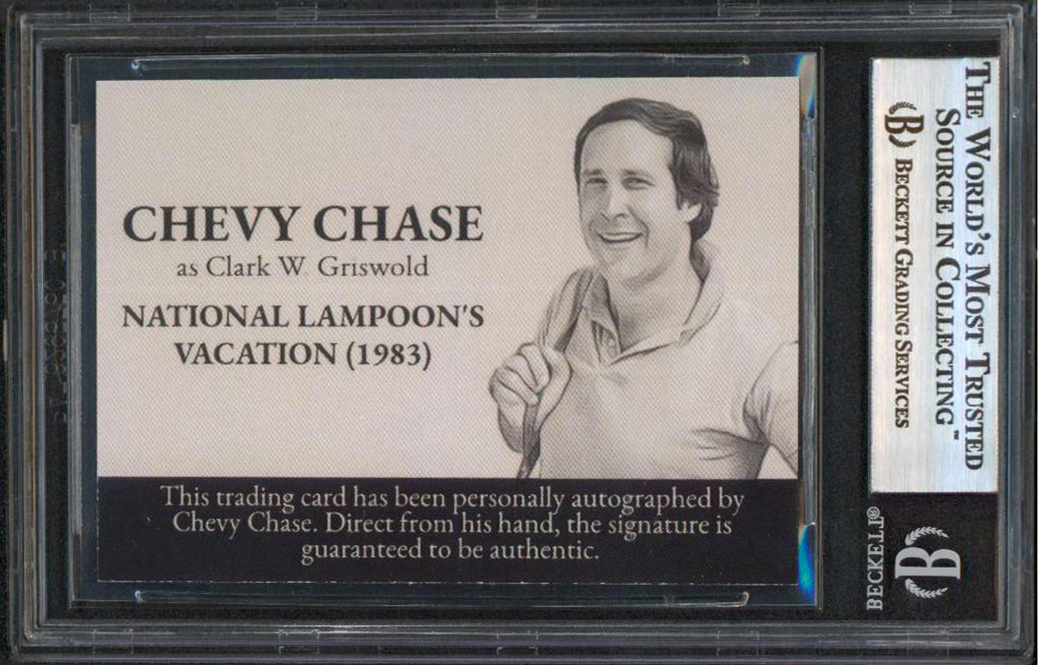 CHEVY CHASE
as Clark W. Griswold
NATIONAL LAMPOON'S
VACATION (1983)
This trading card has been personally autographed by
Chevy Chase. Direct from his hand, the signature is
guaranteed to be authentic.
THE WORLD'S MOST TRUSTED
SOURCE IN COLLECTING™
B BECKETT GRADING SERVICES
BECKETT®
B